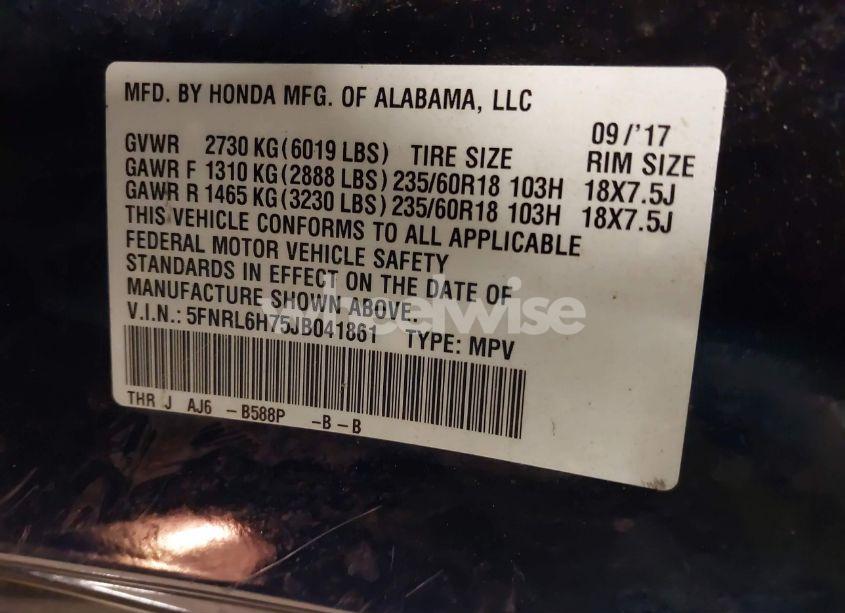 MFD. BY HONDA MFG. OF ALABAMA, LLC
09/'17
GVWR 2730 KG(6019 LBS) TIRE SIZE RIM SIZE
GAWR F 1310 KG(2888 LBS) 235/60R18 103H 18X7.5J
GAWR R 1465 KG(3230 LBS) 235/60R18 103H 18X7.5J
THIS VEHICLE CONFORMS TO ALL APPLICABLE
FEDERAL MOTOR VEHICLE SAFETY
STANDARDS IN EFFECT ON THE DATE OF
MANUFACTURE SHOWN ABOVE.
V.I.N.: 5FNRL6H75JB041861 TYPE: MPV
THR J AJ6 -B588P -B-B
wheelwise